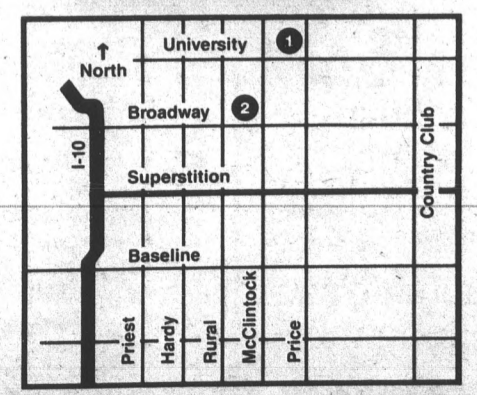 University
1
↑
North
Broadway
2
I-10
Superstition
Country Club
Baseline
Priest
Hardy
Rural
McClintock
Price